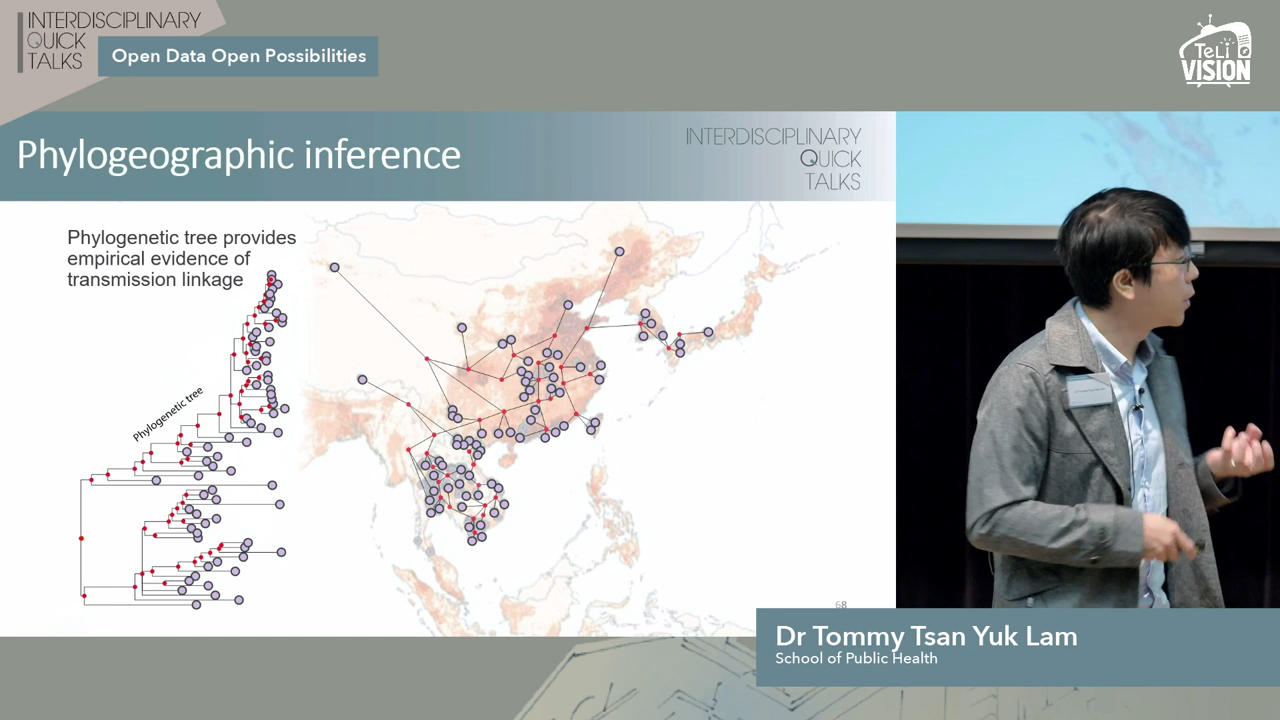 INTERDISCIPLINARY
QUICK
TALKS
Open Data Open Possibilities
TeLi
VISION
Phylogeographic inference
INTERDISCIPLINARY
QUICK
TALKS
Phylogenetic tree provides
empirical evidence of
transmission linkage
Phylogenetic tree
68
Dr Tommy Tsan Yuk Lam
School of Public Health